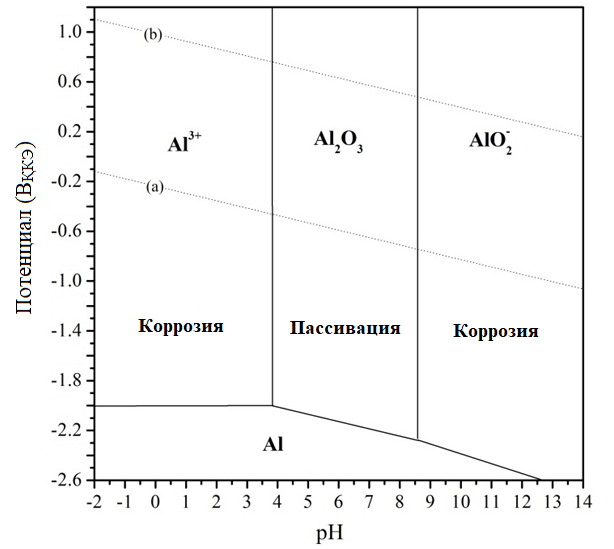 1.0
0.6
0.2
-0.2
-0.6
-1.0
-1.4
-1.8
-2.2
-2.6
Потенциал (Вккэ)
(b)
(a)
Al³⁺
Al₂O₃
AlO₂⁻
Коррозия
Пассивация
Коррозия
Al
-2 -1 0 1 2 3 4 5 6 7 8 9 10 11 12 13 14
pH